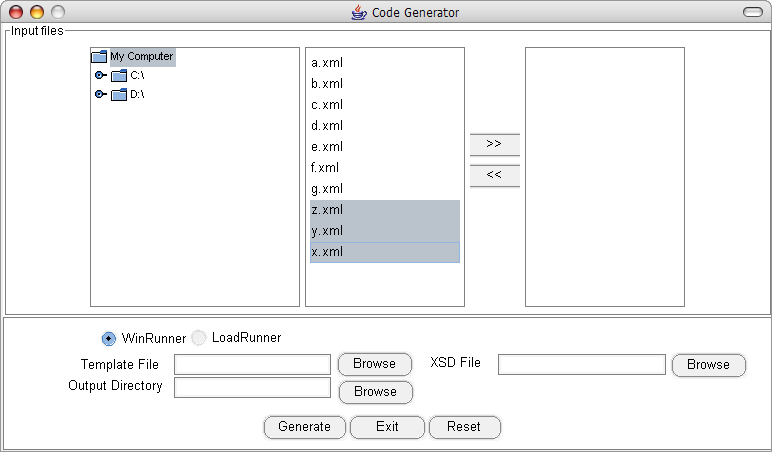 Code Generator
Input files
My Computer
C:\
D:\
a.xml
b.xml
c.xml
d.xml
e.xml
f.xml
g.xml
z.xml
y.xml
x.xml
>>
<<
WinRunner
LoadRunner
Template File
Browse
XSD File
Browse
Output Directory
Browse
Generate
Exit
Reset